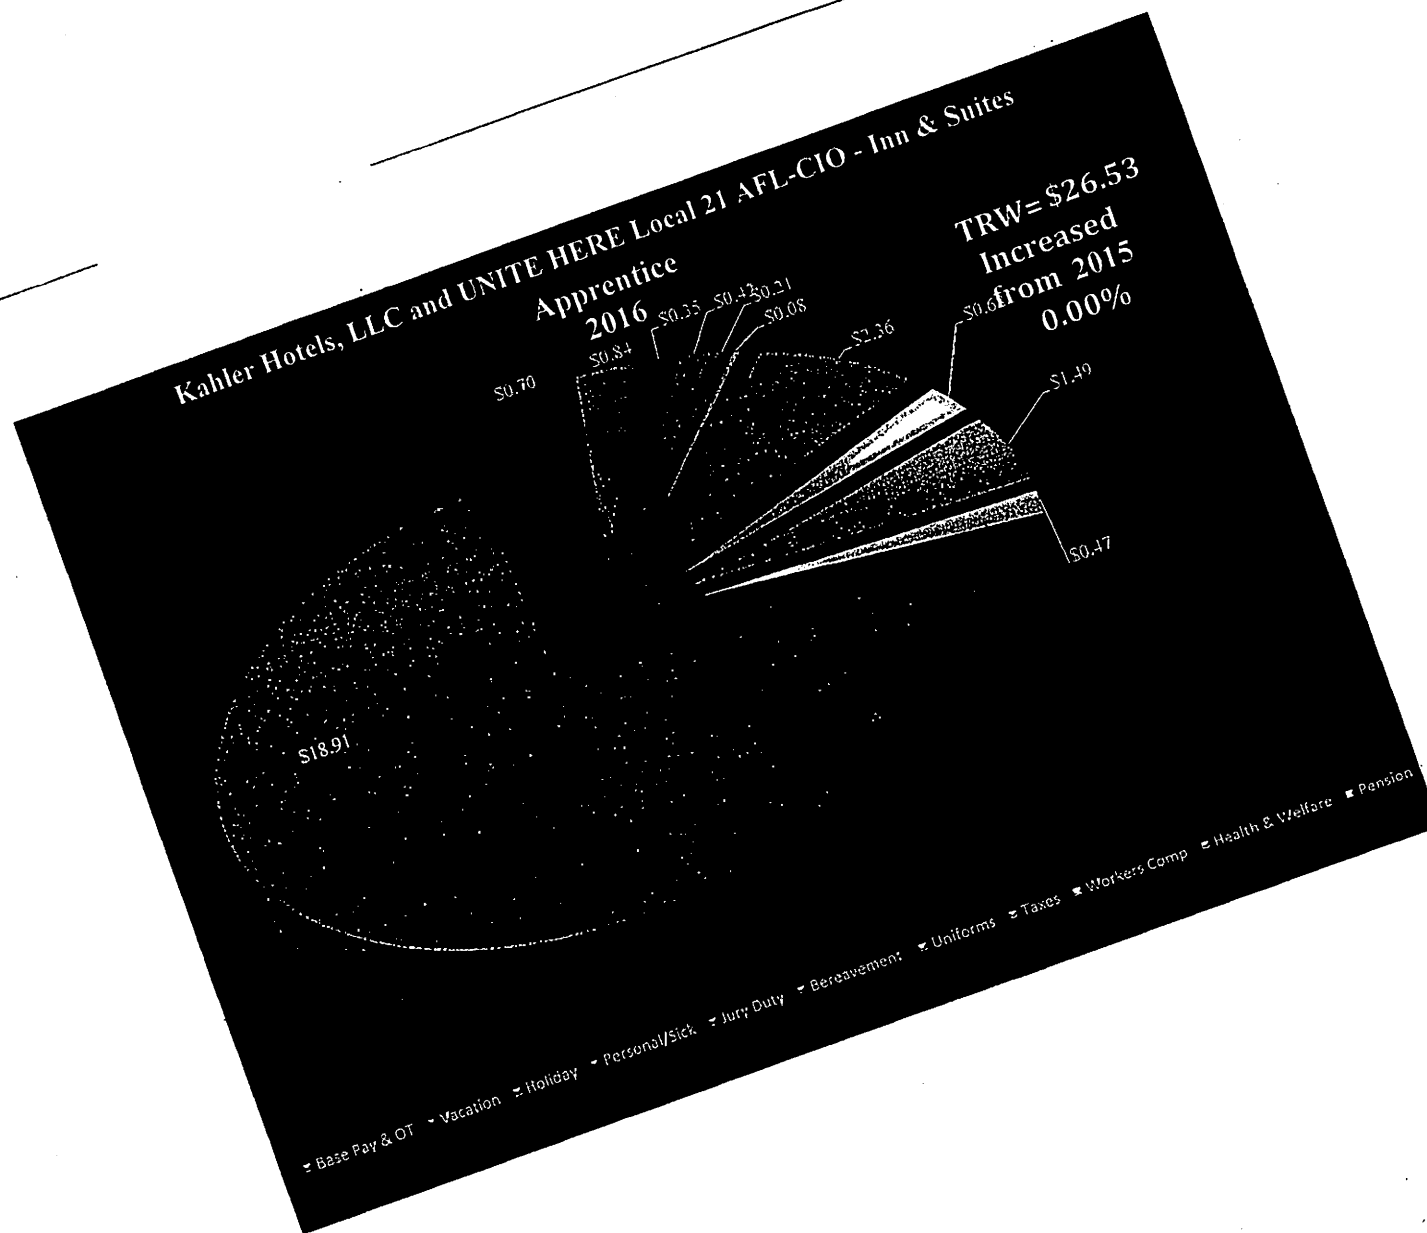 Kahler Hotels, LLC and UNITE HERE Local 21 AFL-CIO - Inn & Suites
Apprentice
2016
TRW= $26.53
Increased
from 2015
0.00%
$0.70
$0.84
$0.35
$0.42
$0.21
$0.08
$2.36
$1.49
$0.47
$18.91
Base Pay & OT Vacation Holiday Personal/Sick Jury Duty Bereavement Uniforms Taxes Workers Comp Health & Welfare Pension